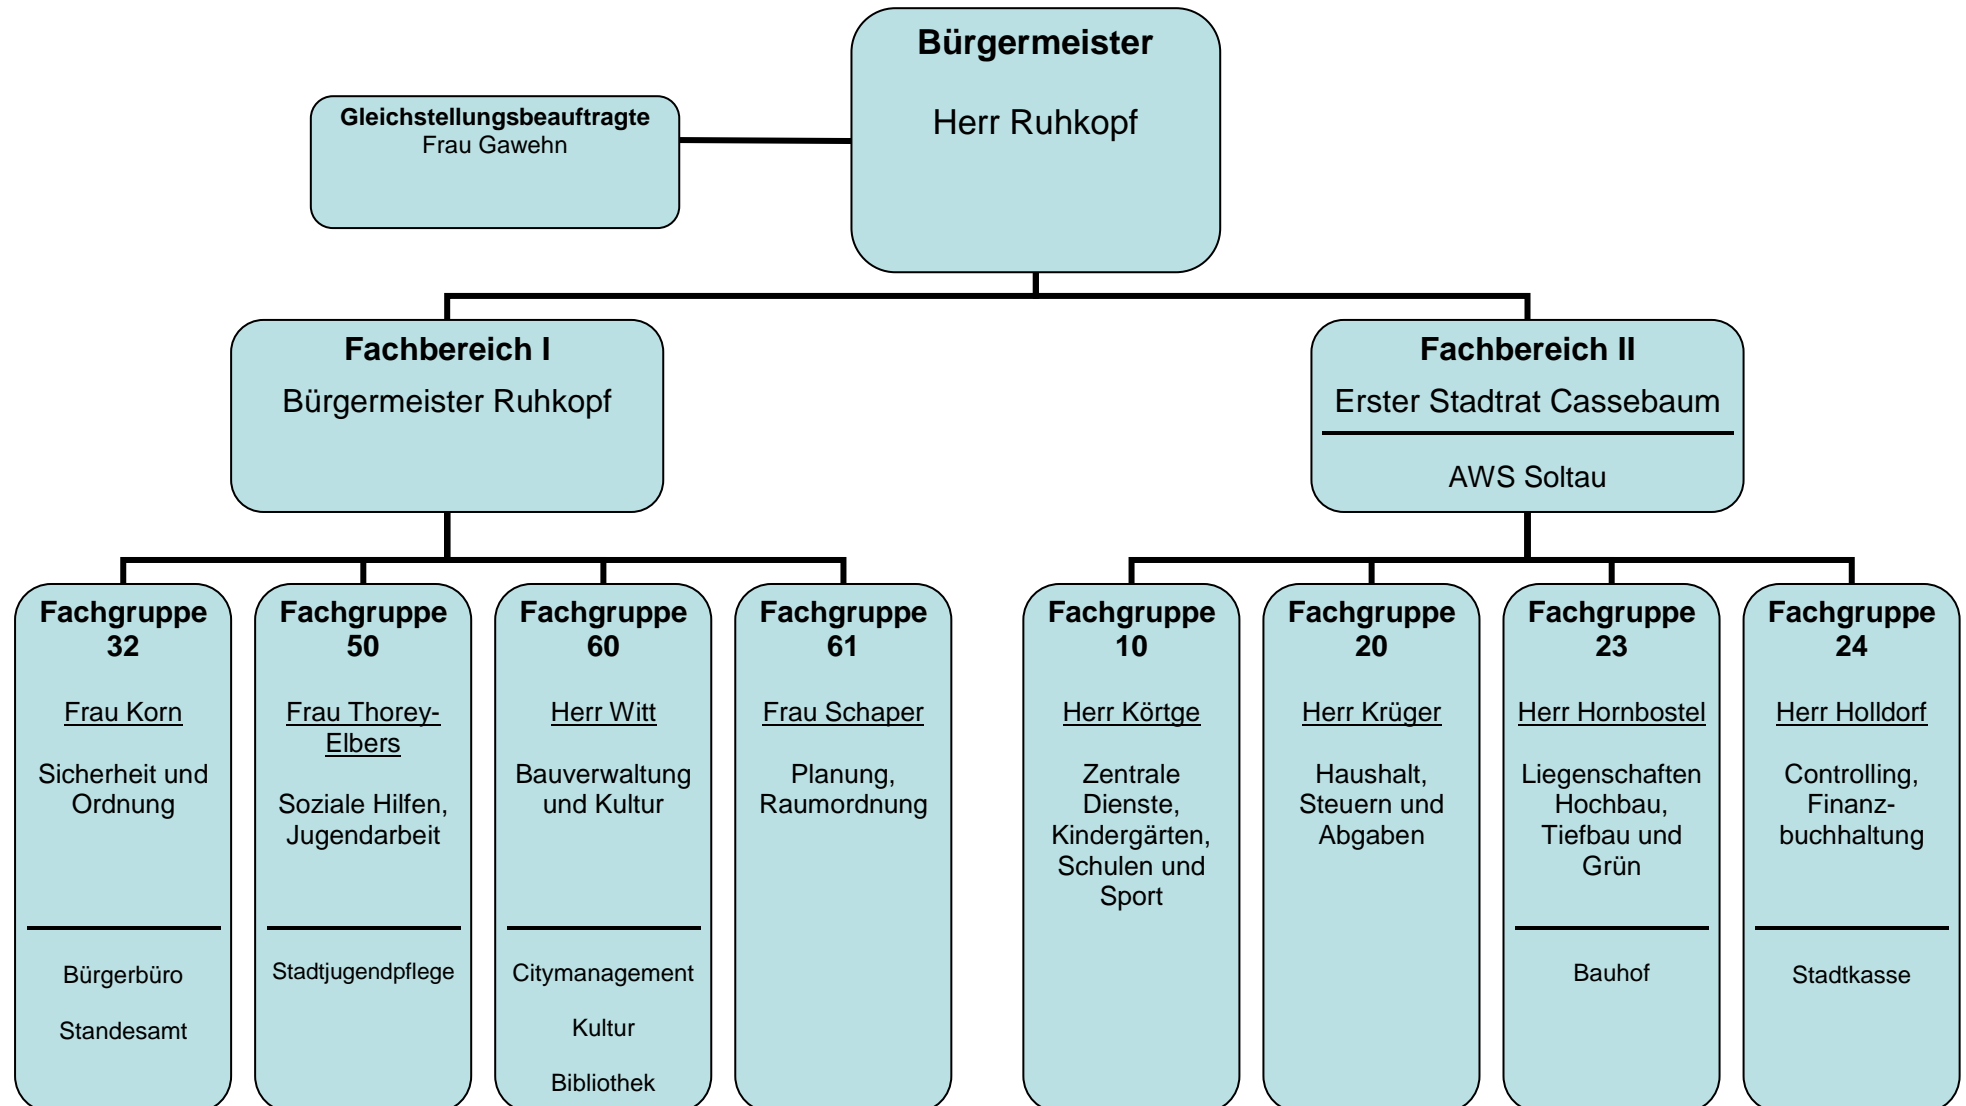 Bürgermeister
Herr Ruhkopf
Gleichstellungsbeauftragte
Frau Gawehn
Fachbereich I
Bürgermeister Ruhkopf
Fachbereich II
Erster Stadtrat Cassebaum
AWS Soltau
Fachgruppe
32
Frau Korn
Sicherheit und
Ordnung
Bürgerbüro
Standesamt
Fachgruppe
50
Frau Thorey-
Elbers
Soziale Hilfen,
Jugendarbeit
Stadtjugendpflege
Fachgruppe
60
Herr Witt
Bauverwaltung
und Kultur
Citymanagement
Kultur
Bibliothek
Fachgruppe
61
Frau Schaper
Planung,
Raumordnung
Fachgruppe
10
Herr Körtge
Zentrale
Dienste,
Kindergärten,
Schulen und
Sport
Fachgruppe
20
Herr Krüger
Haushalt,
Steuern und
Abgaben
Fachgruppe
23
Herr Hornbostel
Liegenschaften
Hochbau,
Tiefbau und
Grün
Bauhof
Fachgruppe
24
Herr Holldorf
Controlling,
Finanz-
buchhaltung
Stadtkasse